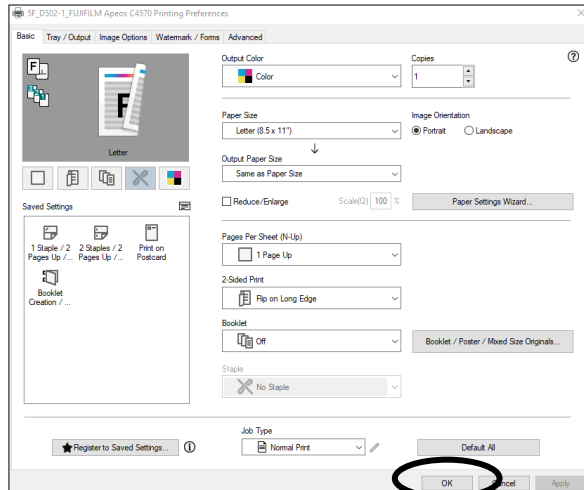 5F_D502-1_FUJIFILM Apeos C4570 Printing Preferences
Basic Tray / Output Image Options Watermark / Forms Advanced
F
Letter
Saved Settings
1 Staple / 2 Pages Up /...
2 Staples / 2 Pages Up /...
Print on Postcard
Booklet Creation / ...
Output Color
Color
Copies
1
Paper Size
Letter (8.5 x 11")
Image Orientation
Portrait Landscape
Output Paper Size
Same as Paper Size
Reduce/Enlarge Scale(Q) 100 %
Paper Settings Wizard...
Pages Per Sheet (N-Up)
1 Page Up
2-Sided Print
Flip on Long Edge
Booklet
Off
Booklet / Poster / Mixed Size Originals...
Staple
No Staple
Register to Saved Settings...
Job Type
Normal Print
Default All
OK Cancel Apply